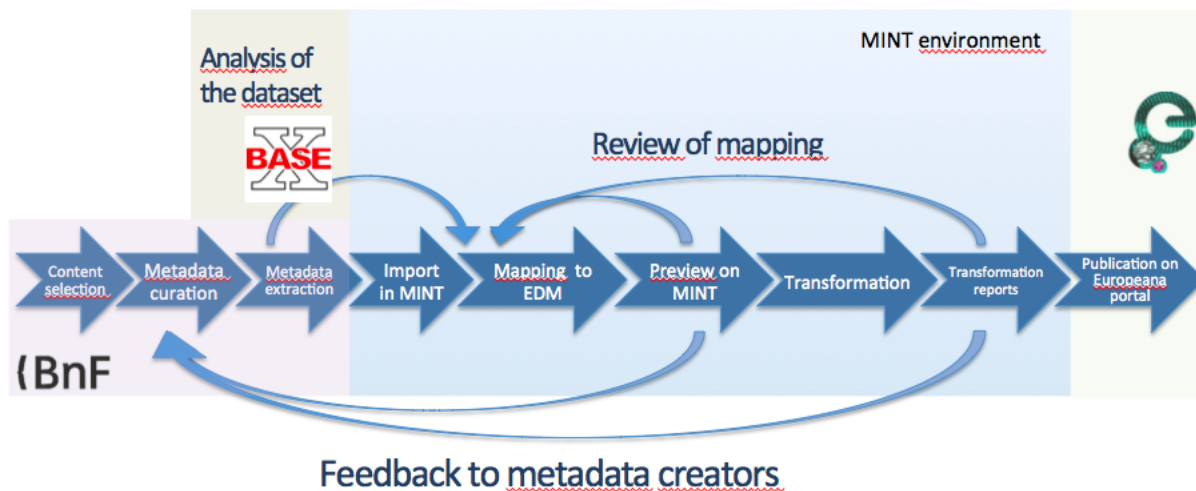 MINT environment
Analysis of
the dataset
X
BASE
Review of mapping
Content
selection
Metadata
curation
Metadata
extraction
Import
in MINT
Mapping to
EDM
Preview on
MINT
Transformation
Transformation
reports
Publication on
Europeana
portal
(BnF
Feedback to metadata creators